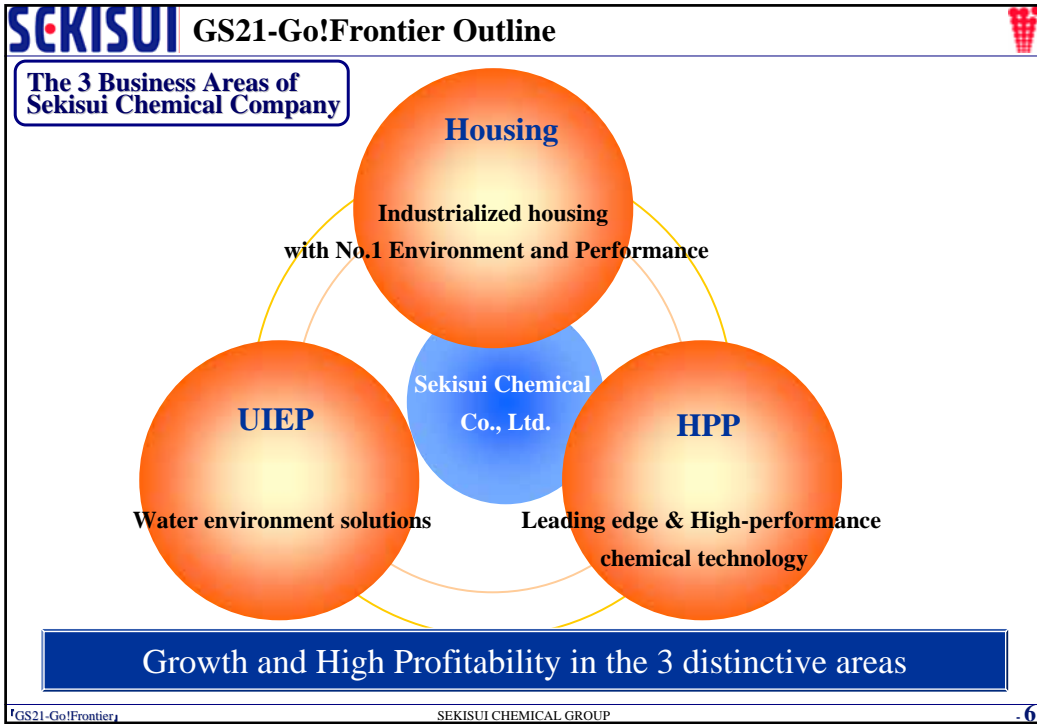 SEKISUI
GS21-Go!Frontier Outline
The 3 Business Areas of
Sekisui Chemical Company
Housing
Industrialized housing
with No.1 Environment and Performance
Sekisui Chemical
Co., Ltd.
UIEP
Water environment solutions
HPP
Leading edge & High-performance
chemical technology
Growth and High Profitability in the 3 distinctive areas
「GS21-Go!Frontier」
SEKISUI CHEMICAL GROUP
- 6